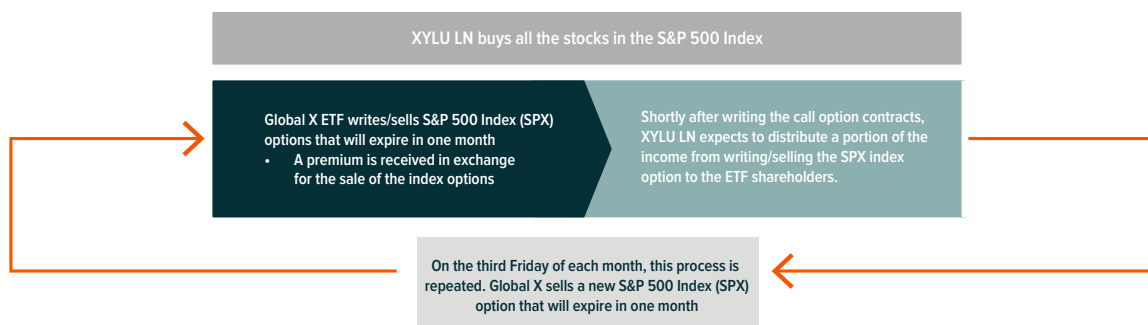 XYLU LN buys all the stocks in the S&P 500 Index
Global X ETF writes/sells S&P 500 Index (SPX)
options that will expire in one month
• A premium is received in exchange
for the sale of the index options
Shortly after writing the call option contracts,
XYLU LN expects to distribute a portion of the
income from writing/selling the SPX index
option to the ETF shareholders.
On the third Friday of each month, this process is
repeated. Global X sells a new S&P 500 Index (SPX)
option that will expire in one month